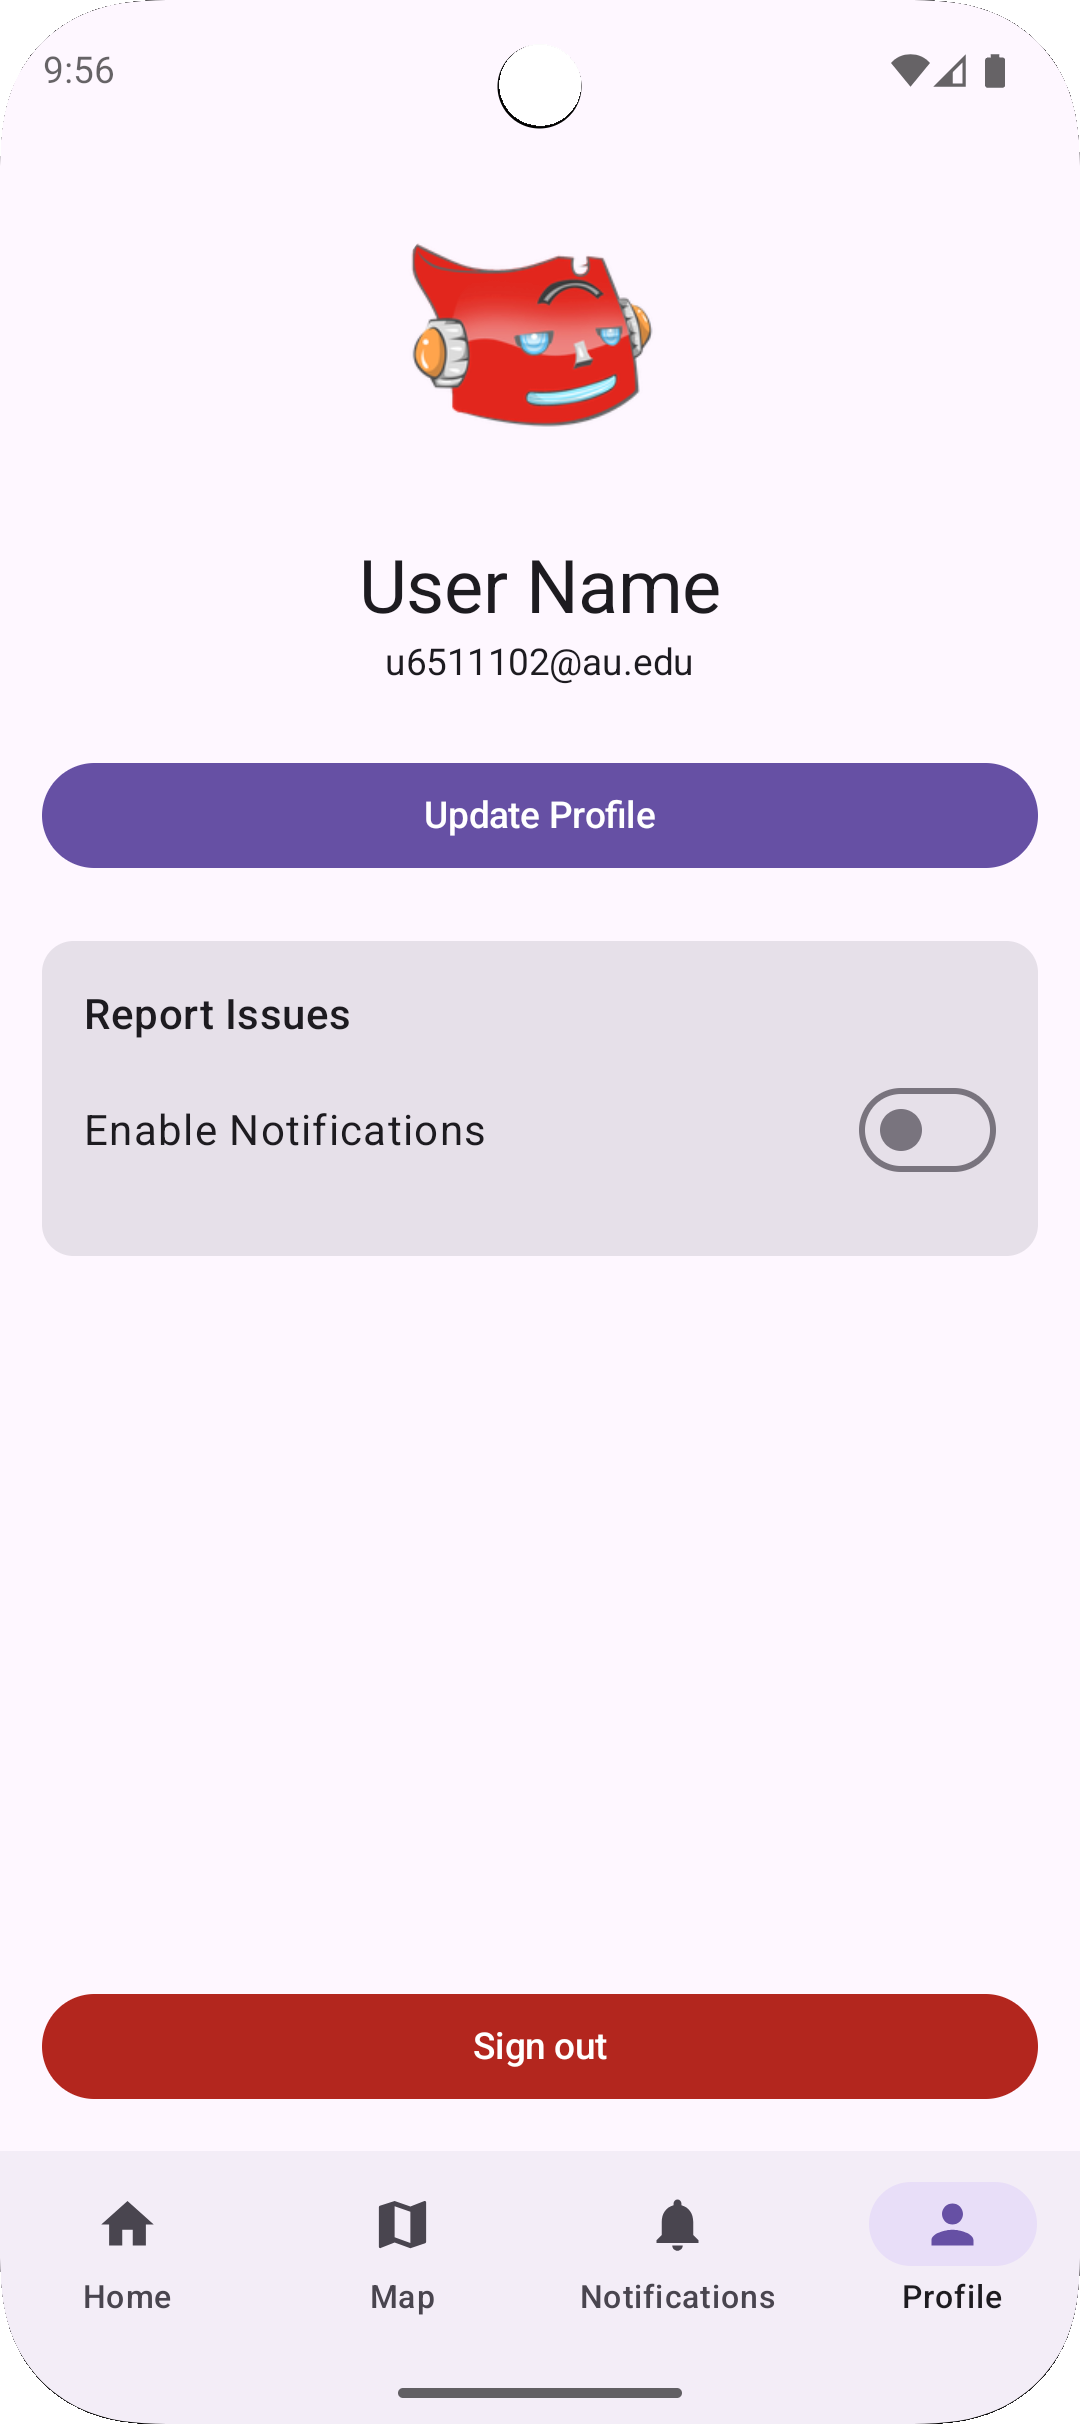 9:56
User Name
u6511102@au.edu
Update Profile
Report Issues
Enable Notifications
Sign out
Home
Map
Notifications
Profile